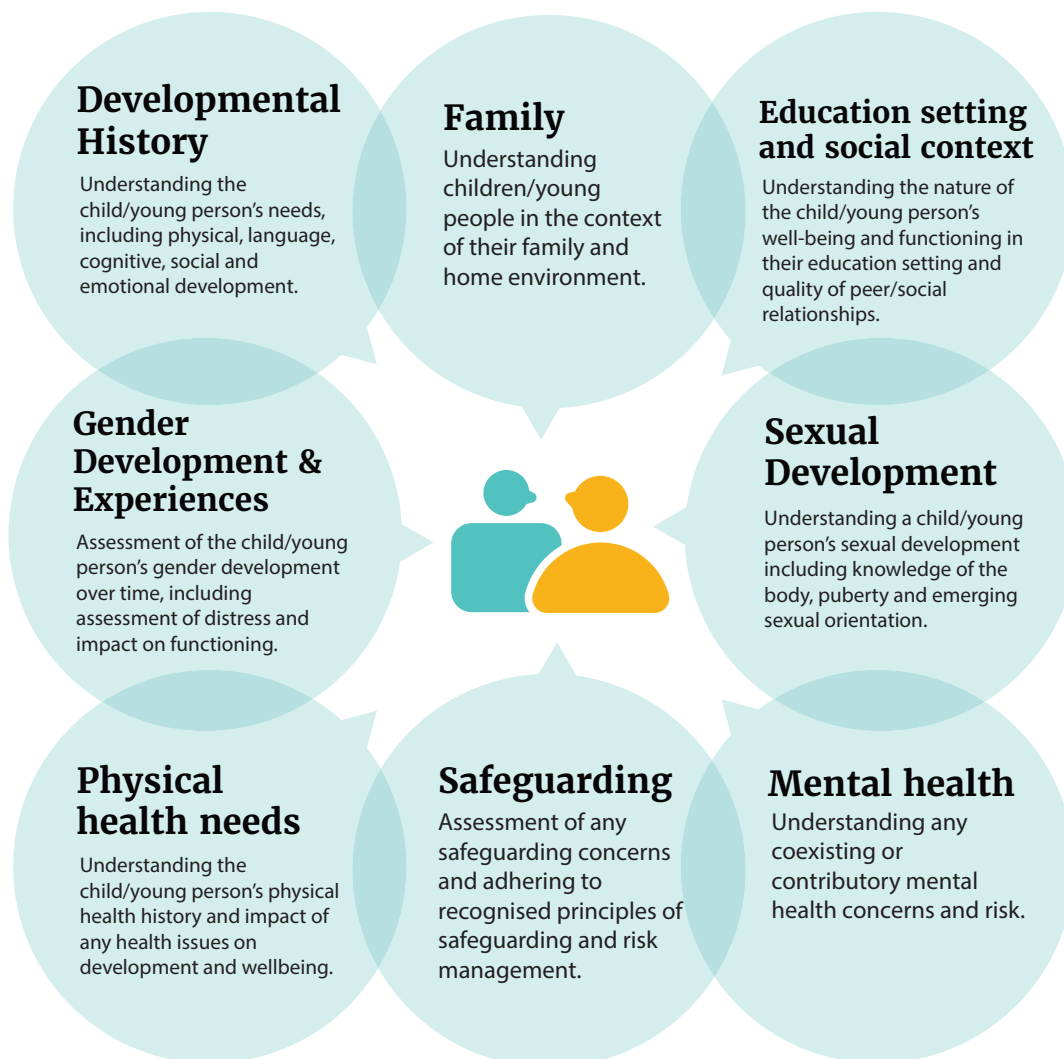 Developmental
History
Understanding the
child/young person’s needs,
including physical, language,
cognitive, social and
emotional development.
Family
Understanding
children/young
people in the context
of their family and
home environment.
Education setting
and social context
Understanding the nature of
the child/young person’s
well-being and functioning in
their education setting and
quality of peer/social
relationships.
Gender
Development &
Experiences
Assessment of the child/young
person’s gender development
over time, including
assessment of distress and
impact on functioning.
Sexual
Development
Understanding a child/young
person’s sexual development
including knowledge of the
body, puberty and emerging
sexual orientation.
Physical
health needs
Understanding the
child/young person’s physical
health history and impact of
any health issues on
development and wellbeing.
Safeguarding
Assessment of any
safeguarding concerns
and adhering to
recognised principles of
safeguarding and risk
management.
Mental health
Understanding any
coexisting or
contributory mental
health concerns and risk.